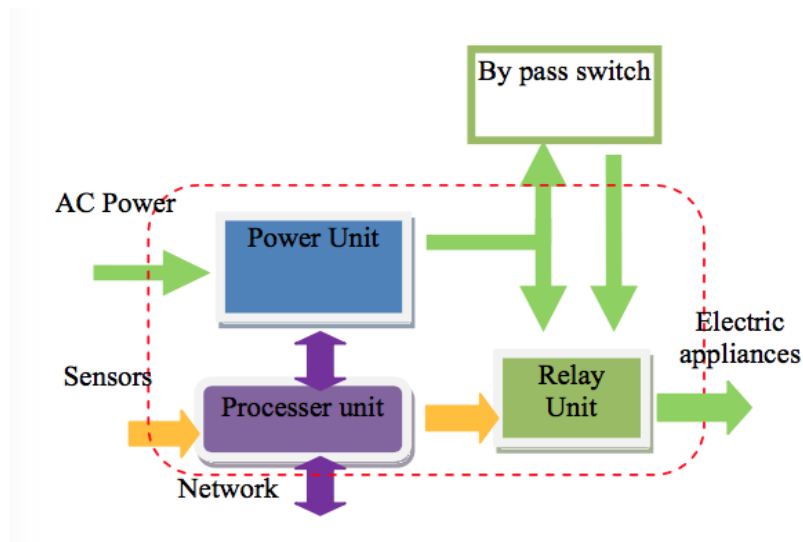 By pass switch
AC Power
Power Unit
Electric
appliances
Sensors
Processer unit
Relay
Unit
Network